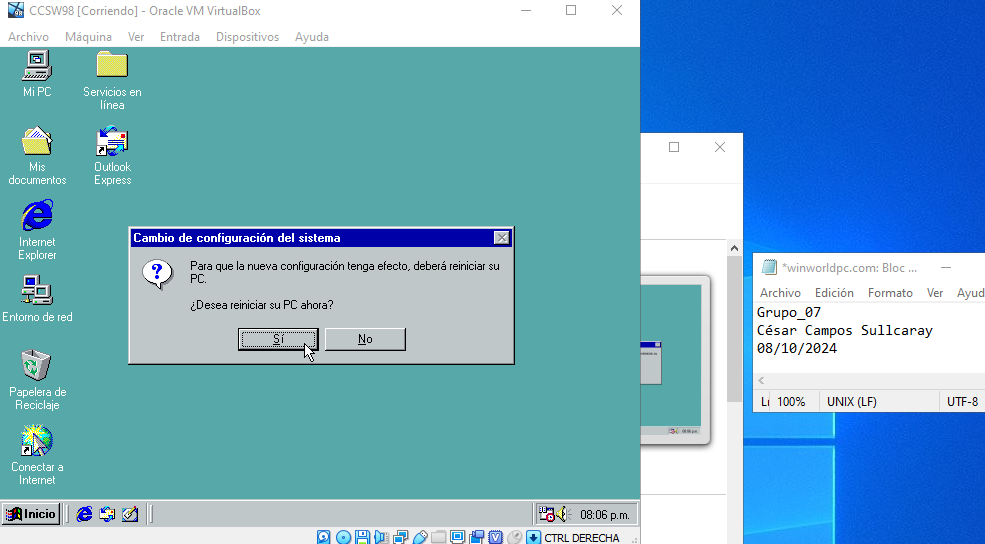 CCSW98 [Corriendo] - Oracle VM VirtualBox
Archivo Máquina Ver Entrada Dispositivos Ayuda
Mi PC
Servicios en
línea
Mis
documentos
Outlook
Express
Internet
Explorer
Entorno de red
Papelera de
Reciclaje
Conectar a
Internet
Cambio de configuración del sistema
Para que la nueva configuración tenga efecto, deberá reiniciar su
PC.
¿Desea reiniciar su PC ahora?
Sí No
Inicio
08:06 p.m.
CTRL DERECHA
*winworldpc.com: Bloc ...
Archivo Edición Formato Ver Ayud
Grupo_07
César Campos Sullcaray
08/10/2024
Li 100% UNIX (LF) UTF-8